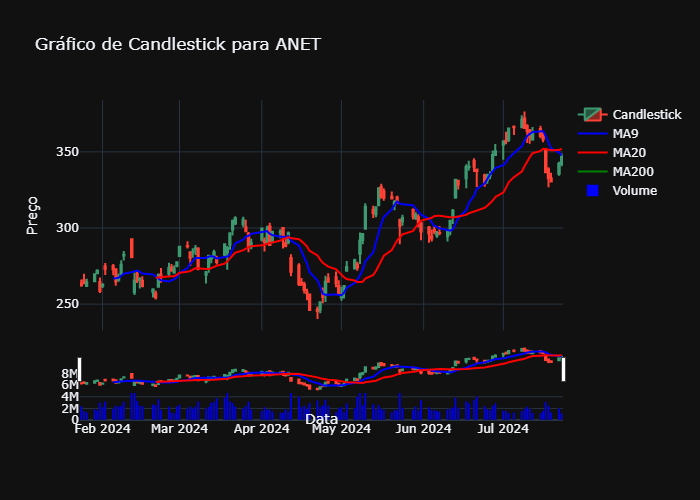 Gráfico de Candlestick para ANET
Candlestick
MA9
MA20
MA200
Volume
Preço
350
300
250
8M
6M
4M
2M
0
Feb 2024
Mar 2024
Apr 2024
May 2024
Jun 2024
Jul 2024
Data